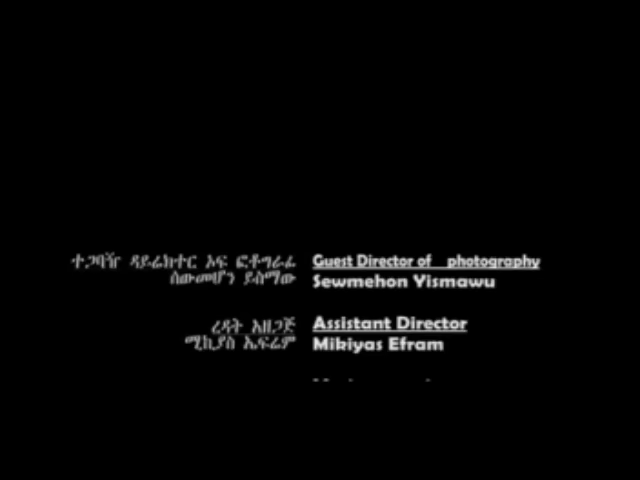 ተጋባዥ ዳይሬክተር ኦፍ ፎቶግራፊ Guest Director of photography
ሰውመሆን ይስማው Sewmehon Yismawu
ረዳት አዘጋጅ Assistant Director
ሚኪያስ ኤፍሬም Mikiyas Efram